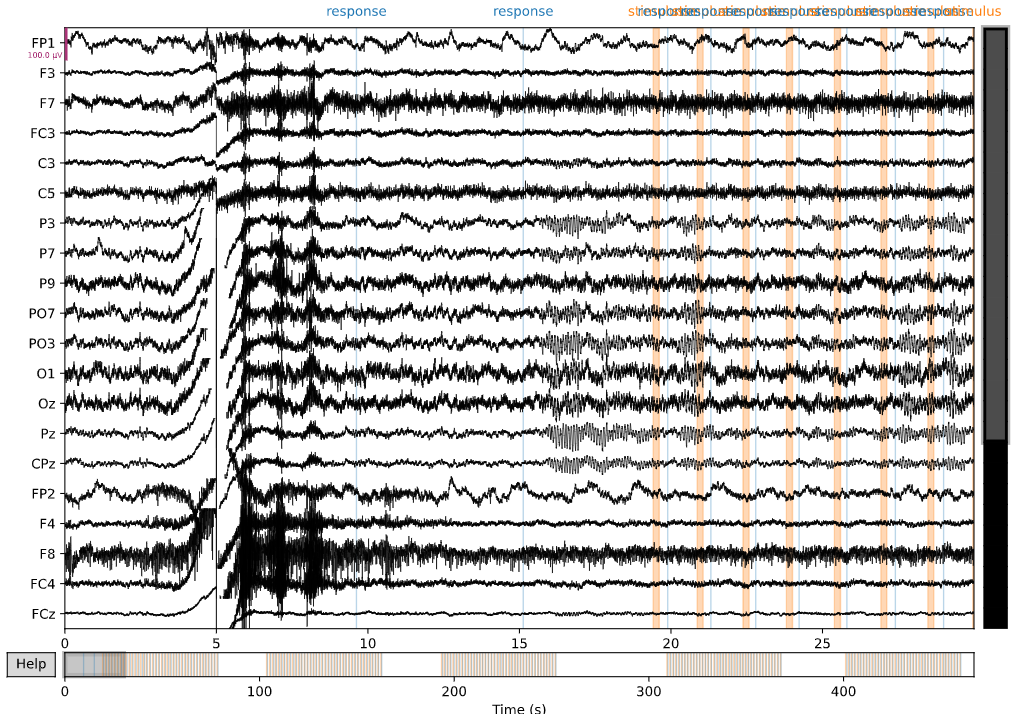 response response
FP1
100.0 µV
F3
F7
FC3
C3
C5
P3
P7
P9
PO7
PO3
O1
Oz
Pz
CPz
FP2
F4
F8
FC4
FCz
0 5 10 15 20 25
Help
0 100 200 300 400
Time (s)